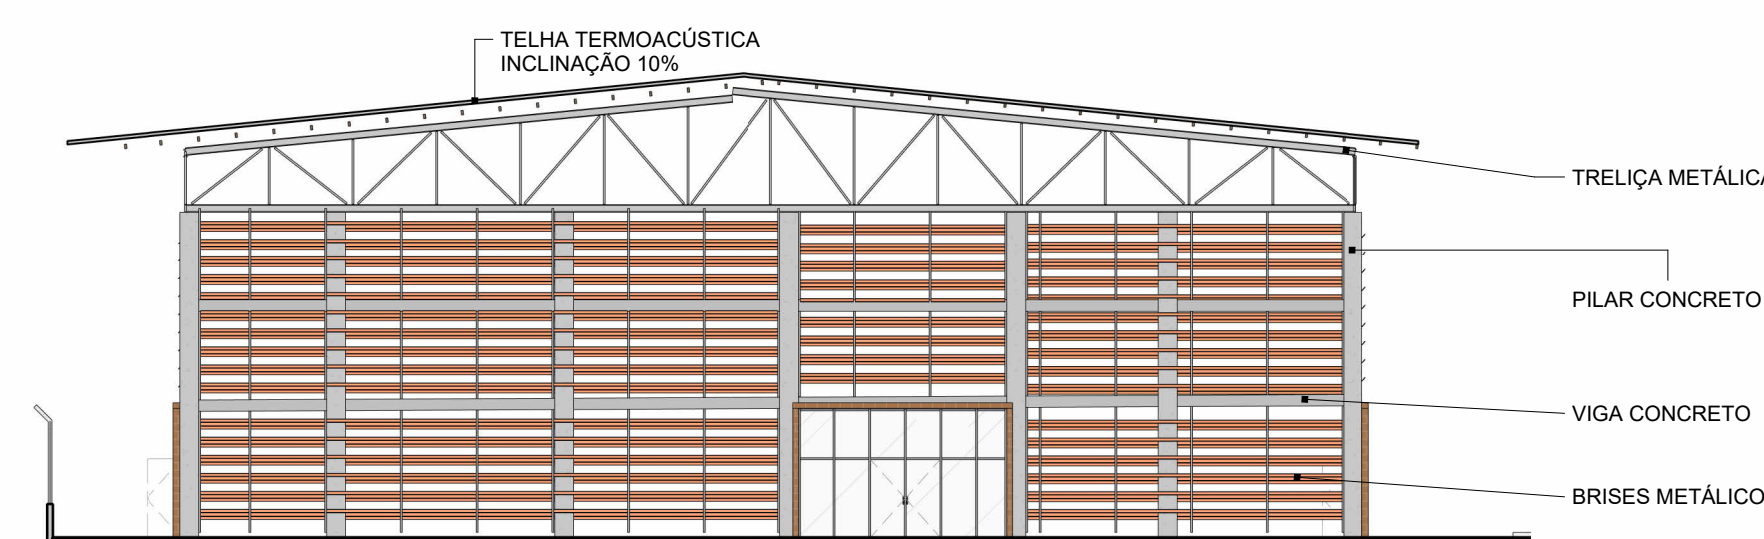 TELHA TERMOACÚSTICA
INCLINAÇÃO 10%
TRELIÇA METÁLICA
PILAR CONCRETO
VIGA CONCRETO
BRISES METÁLICO